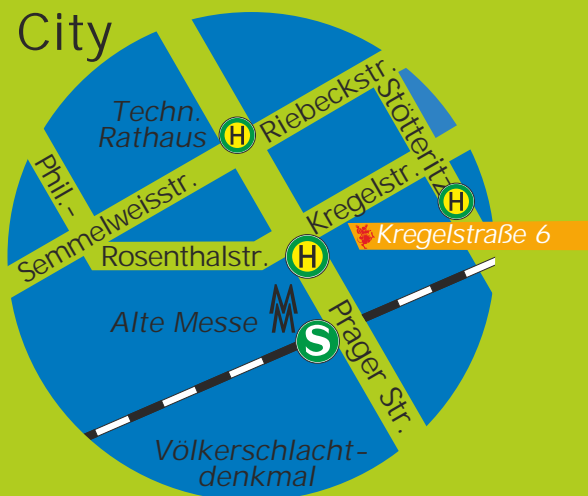 City
Techn.
Rathaus
H
Riebeckstr.
Stötteritz
Phil.-
Semmelweisstr.
Rosenthalstr.
Kregelstr.
H
H
Kregelstraße 6
Alte Messe
S
Prager Str.
Völkerschlacht-
denkmal